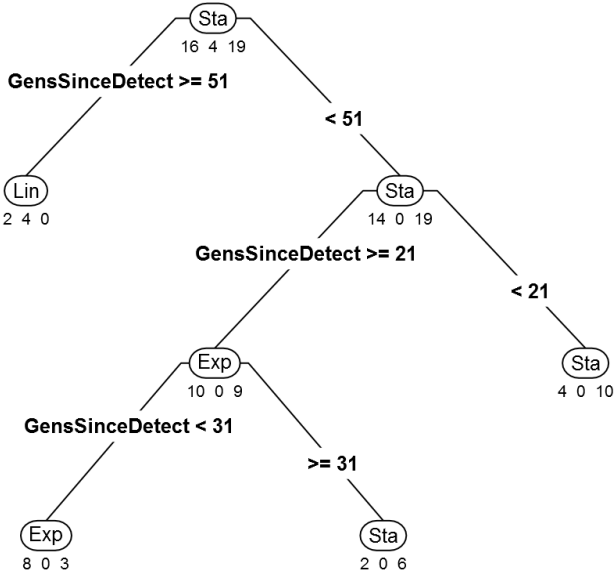 Sta
16 4 19
GensSinceDetect >= 51
< 51
Lin
2 4 0
Sta
14 0 19
GensSinceDetect >= 21
< 21
Exp
10 0 9
Sta
4 0 10
GensSinceDetect < 31
>= 31
Exp
8 0 3
Sta
2 0 6